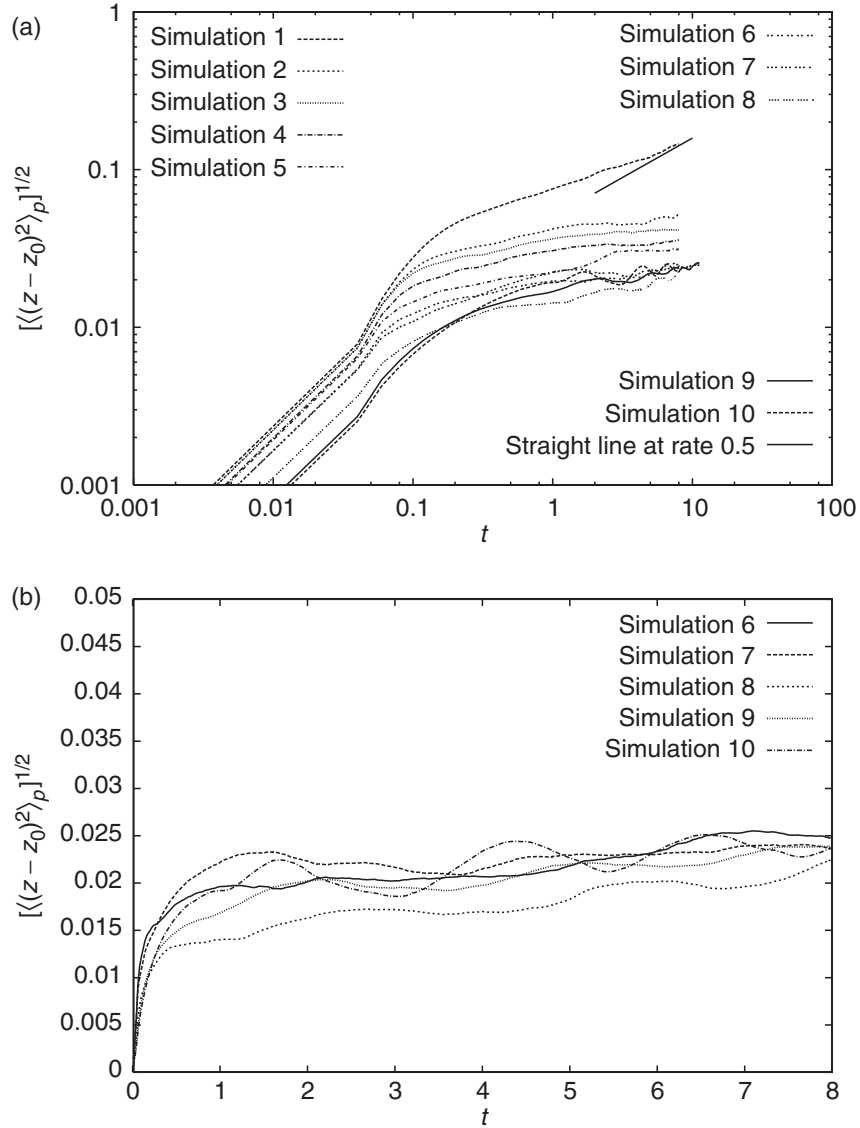 (a)
1
0.1
0.01
0.001
[⟨(z – z0)2⟩p]1/2
Simulation 1
Simulation 2
Simulation 3
Simulation 4
Simulation 5
Simulation 6
Simulation 7
Simulation 8
Simulation 9
Simulation 10
Straight line at rate 0.5
0.001 0.01 0.1 1 10 100
t
(b)
0.05
0.045
0.04
0.035
0.03
0.025
0.02
0.015
0.01
0.005
0
[⟨(z – z0)2⟩p]1/2
Simulation 6
Simulation 7
Simulation 8
Simulation 9
Simulation 10
0 1 2 3 4 5 6 7 8
t